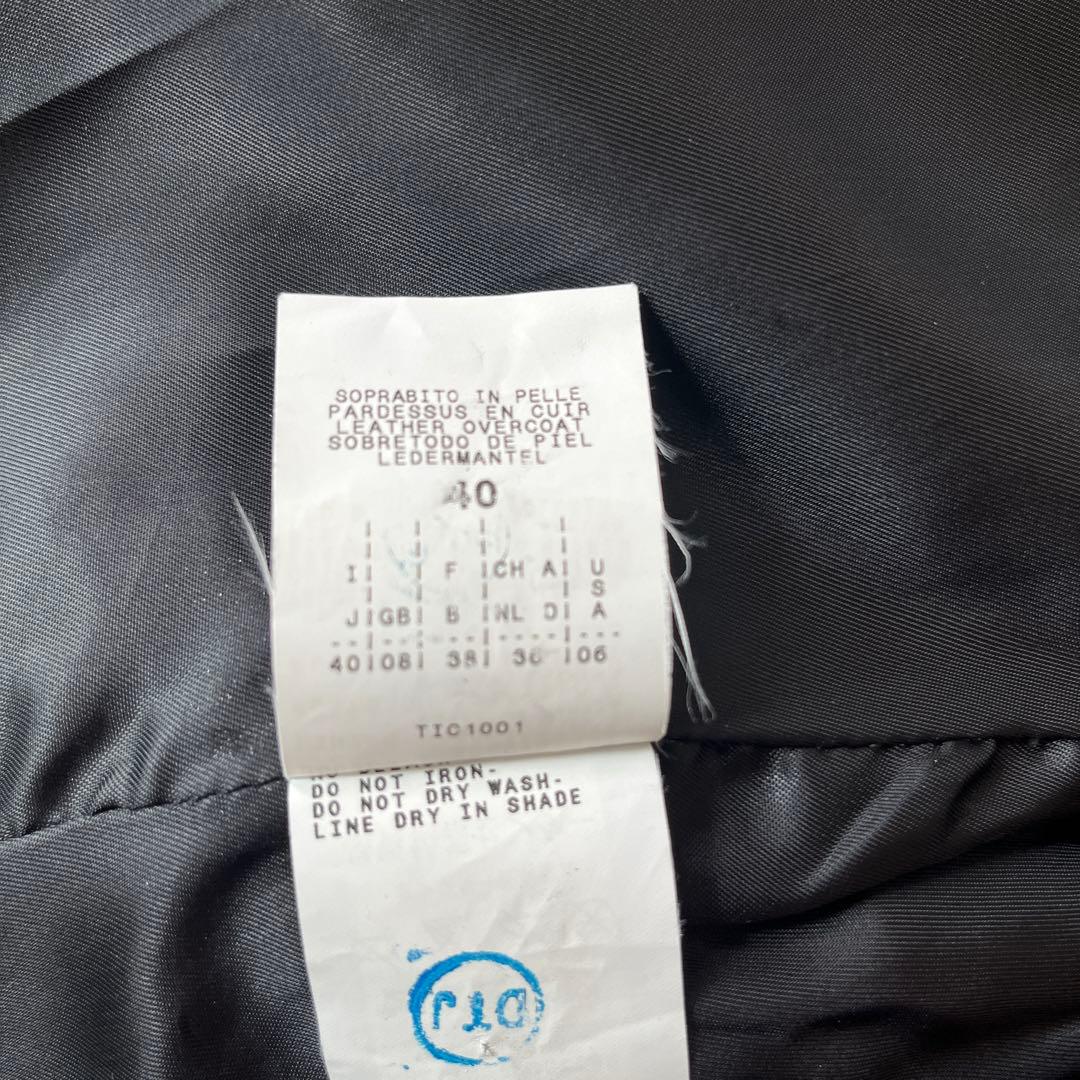 SOPRABITO IN PELLE
PARDESSUS EN CUIR
LEATHER OVERCOAT
SOBRETODO DE PIEL
LEDERMANTEL
40
I | | F | CH A | U
S
J | GB | B | NL D | A
--|--|--|----|---
40|08| 38| 36 |06
TIC1001
DO NOT IRON-
DO NOT DRY WASH-
LINE DRY IN SHADE